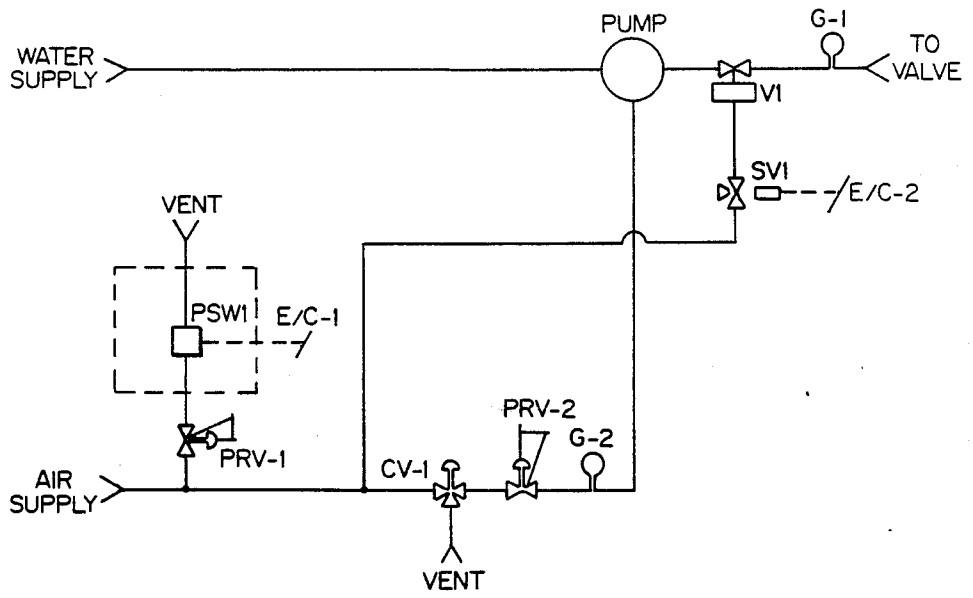 PUMP
G-1
WATER
SUPPLY
TO
VALVE
V1
SV1
E/C-2
VENT
PSW1
E/C-1
PRV-1
PRV-2
G-2
CV-1
AIR
SUPPLY
VENT